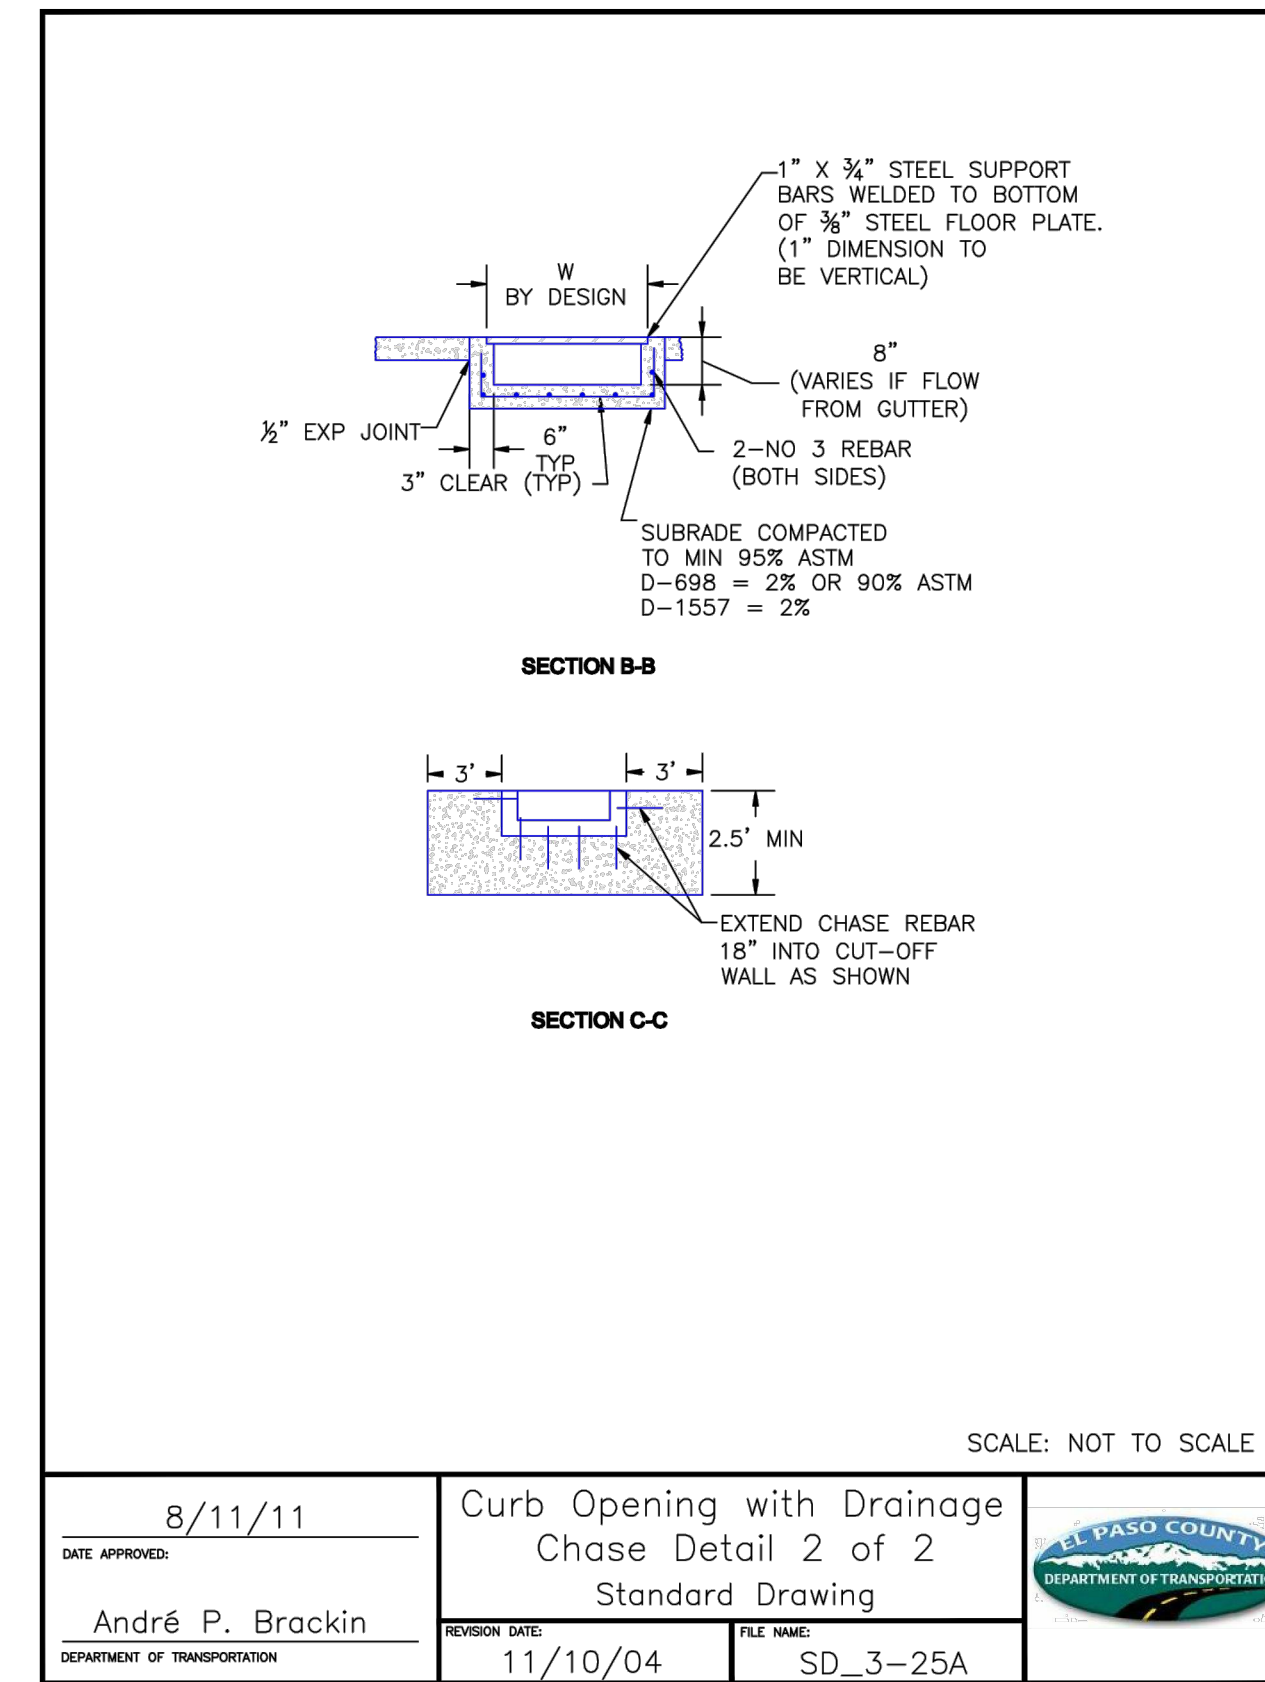 1” X ¾” STEEL SUPPORT
BARS WELDED TO BOTTOM
OF ⅜” STEEL FLOOR PLATE.
(1” DIMENSION TO
BE VERTICAL)
W
BY DESIGN
8”
(VARIES IF FLOW
FROM GUTTER)
½” EXP JOINT
6”
TYP
3” CLEAR (TYP)
2-NO 3 REBAR
(BOTH SIDES)
SUBRADE COMPACTED
TO MIN 95% ASTM
D-698 = 2% OR 90% ASTM
D-1557 = 2%
SECTION B-B
3’
3’
2.5’ MIN
EXTEND CHASE REBAR
18” INTO CUT-OFF
WALL AS SHOWN
SECTION C-C
SCALE: NOT TO SCALE
8/11/11
DATE APPROVED:
André P. Brackin
DEPARTMENT OF TRANSPORTATION
Curb Opening with Drainage
Chase Detail 2 of 2
Standard Drawing
REVISION DATE:
11/10/04
FILE NAME:
SD_3-25A
EL PASO COUNTY
DEPARTMENT OF TRANSPORTATI